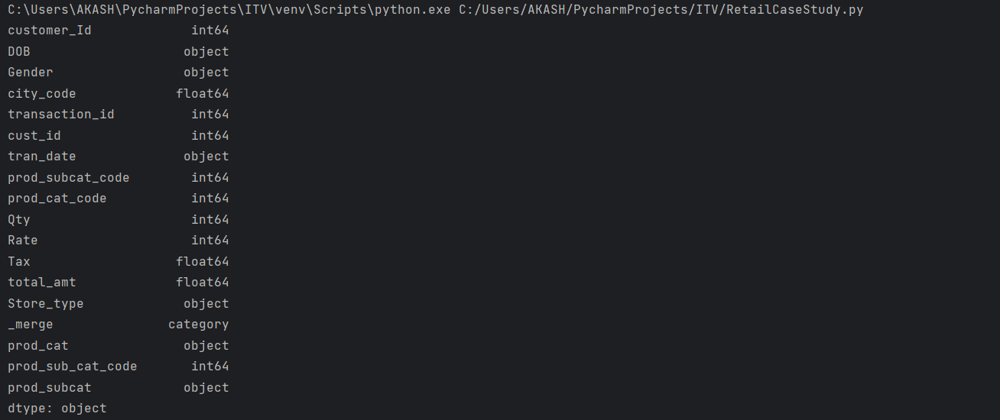 C:\Users\AKASH\PycharmProjects\ITV\venv\Scripts\python.exe C:/Users/AKASH/PycharmProjects/ITV/RetailCaseStudy.py
customer_Id             int64
DOB                    object
Gender                 object
city_code             float64
transaction_id          int64
cust_id                 int64
tran_date              object
prod_subcat_code        int64
prod_cat_code           int64
Qty                     int64
Rate                    int64
Tax                   float64
total_amt             float64
Store_type             object
_merge               category
prod_cat               object
prod_sub_cat_code       int64
prod_subcat            object
dtype: object